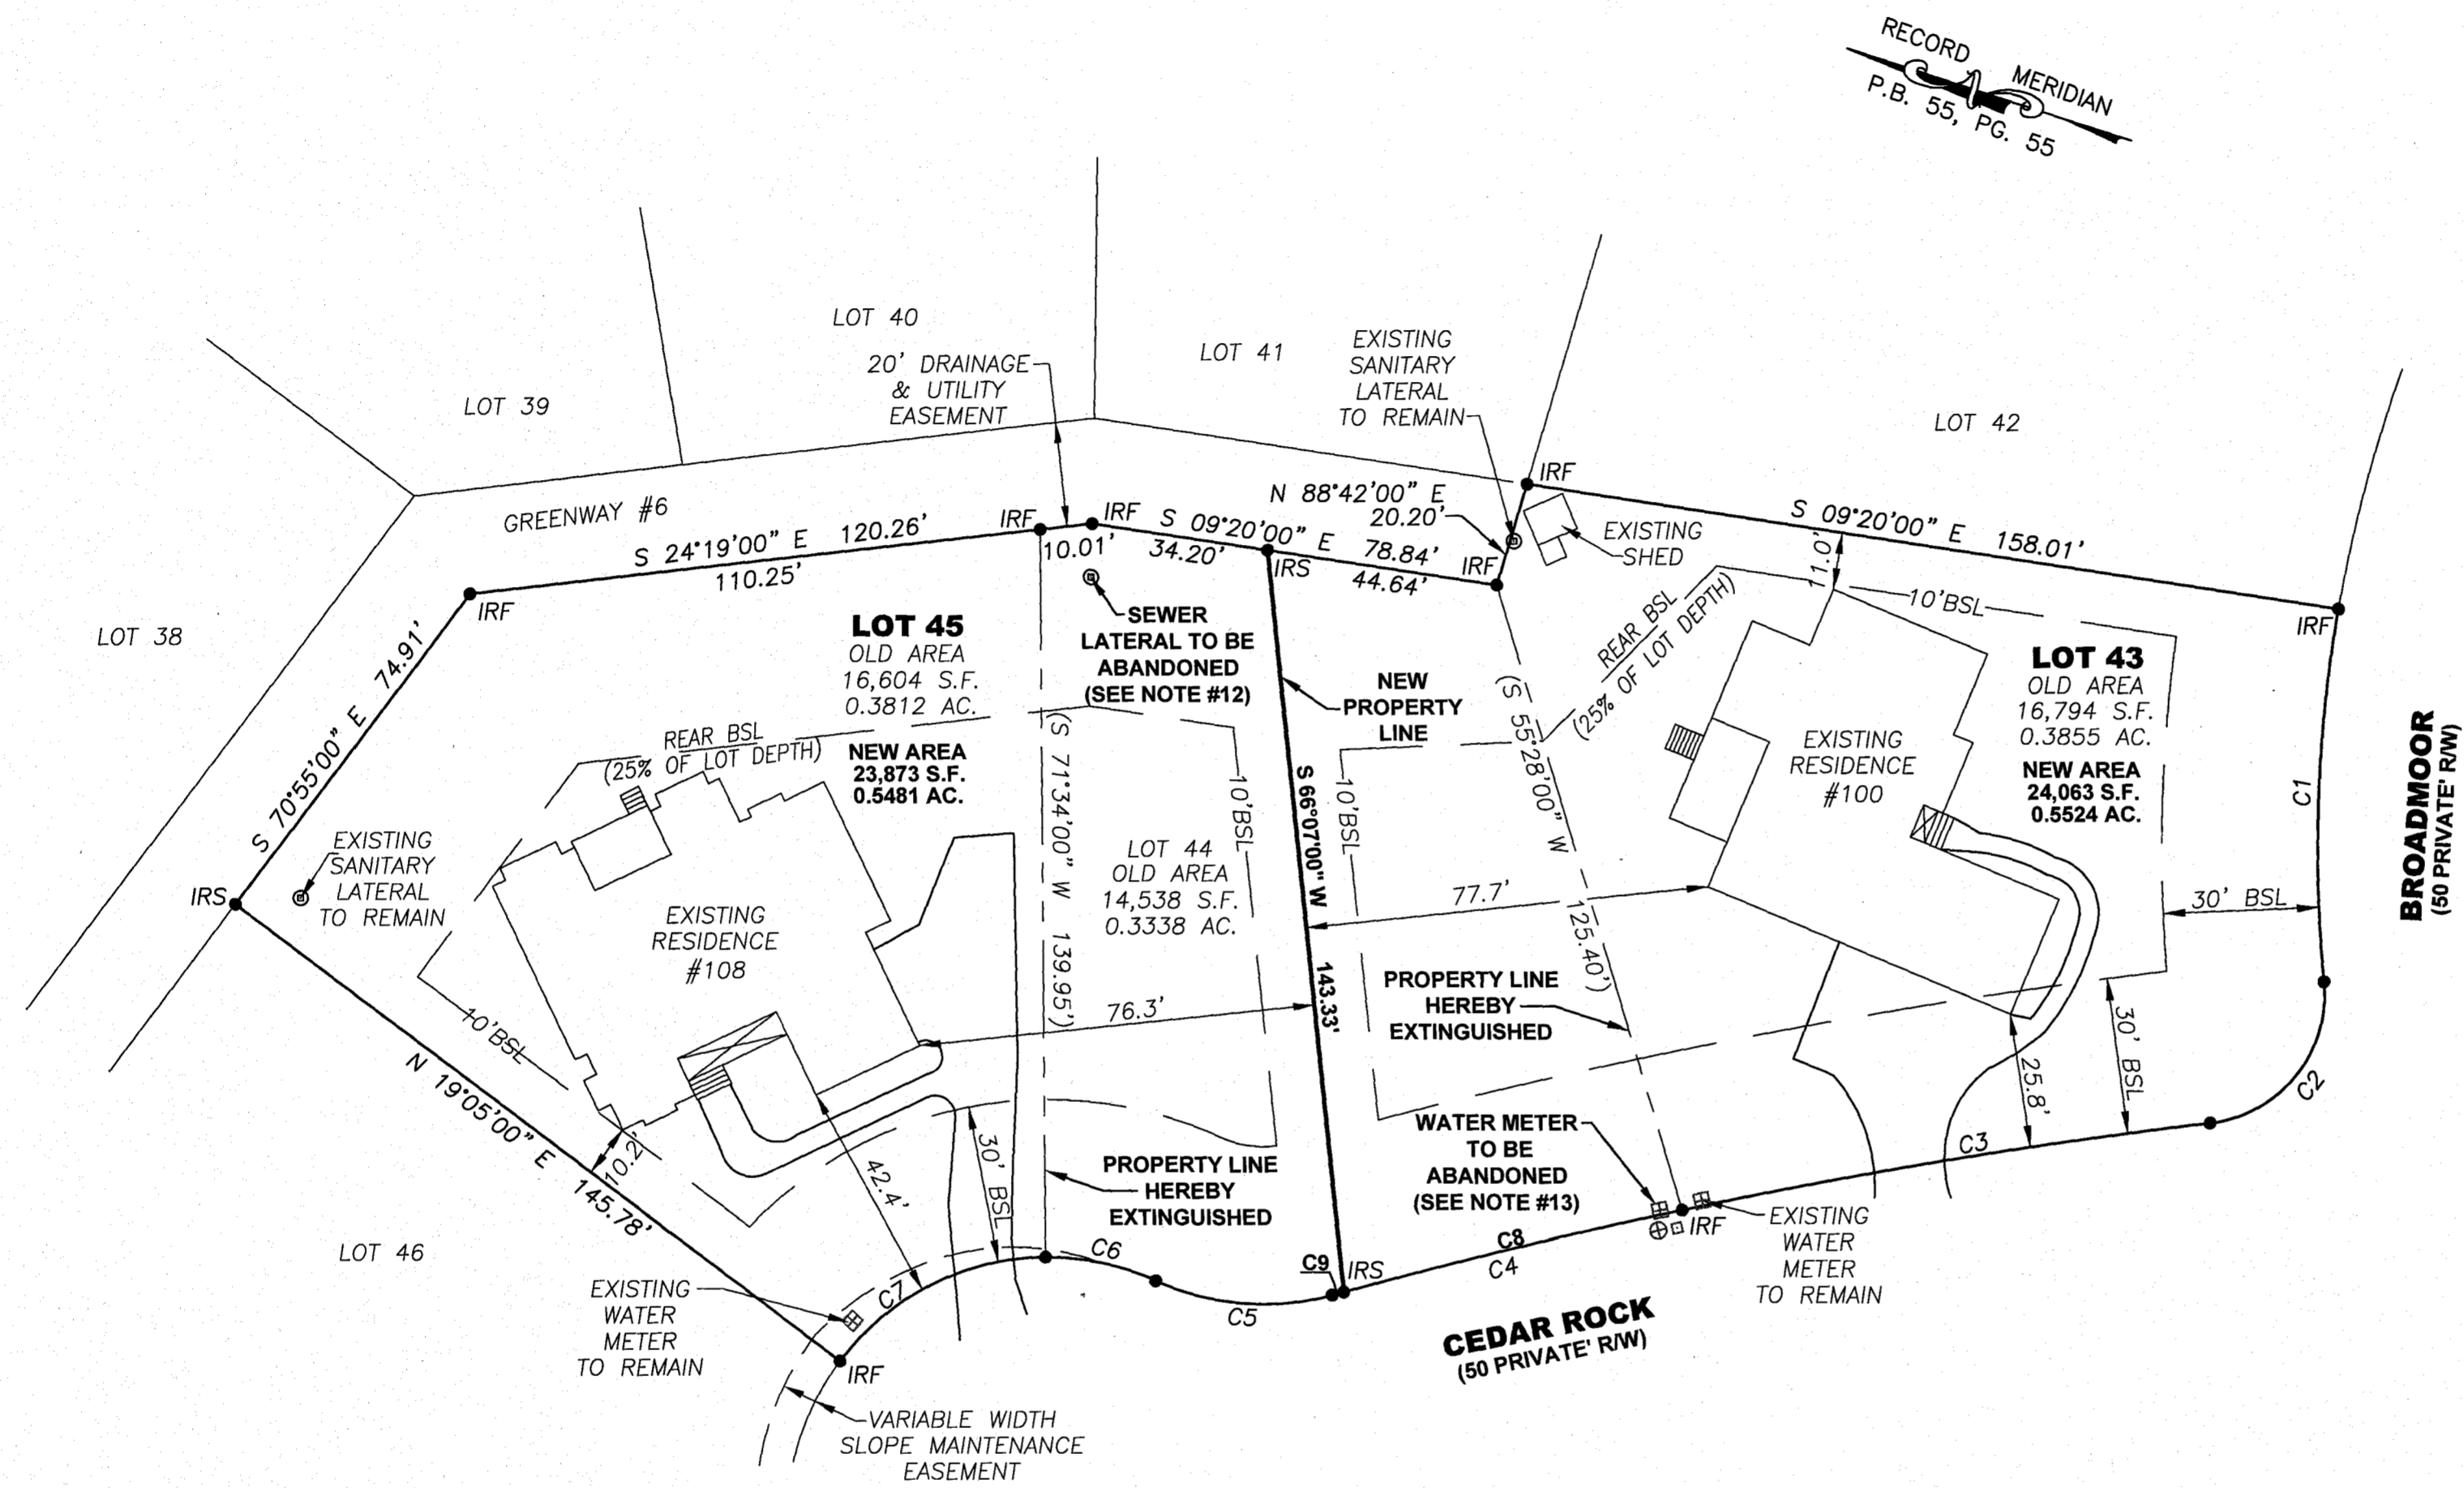 RECORD MERIDIAN
P.B. 55, PG. 55
LOT 40
LOT 41
LOT 39
LOT 42
LOT 38
20' DRAINAGE
& UTILITY
EASEMENT
EXISTING
SANITARY
LATERAL
TO REMAIN
GREENWAY #6
IRF
S 24°19'00" E 120.26'
110.25'
IRF
10.01'
IRF
S 09°20'00" E 78.84'
34.20'
IRS
44.64'
N 88°42'00" E
20.20'
IRF
IRF
EXISTING
SHED
S 09°20'00" E 158.01'
11.0'
10'BSL
IRF
S 70°55'00" E 74.91'
IRS
EXISTING
SANITARY
LATERAL
TO REMAIN
LOT 45
OLD AREA
16,604 S.F.
0.3812 AC.
NEW AREA
23,873 S.F.
0.5481 AC.
REAR BSL
(25% OF LOT DEPTH)
SEWER
LATERAL TO BE
ABANDONED
(SEE NOTE #12)
(S 71°34'00" W 139.95')
LOT 44
OLD AREA
14,538 S.F.
0.3338 AC.
10'BSL
NEW
PROPERTY
LINE
S 66°07'00" W 143.33'
10'BSL
(S 55°28'00" W 125.40')
REAR BSL
(25% OF LOT DEPTH)
EXISTING
RESIDENCE
#100
LOT 43
OLD AREA
16,794 S.F.
0.3855 AC.
NEW AREA
24,063 S.F.
0.5524 AC.
C1
BROADMOOR
(50 PRIVATE' R/W)
30' BSL
77.7'
EXISTING
RESIDENCE
#108
76.3'
PROPERTY LINE
HEREBY
EXTINGUISHED
10'BSL
N 19°05'00" E
145.78'
10.2'
42.4'
30' BSL
PROPERTY LINE
HEREBY
EXTINGUISHED
WATER METER
TO BE
ABANDONED
(SEE NOTE #13)
25.8'
30' BSL
C2
C3
IRF
EXISTING
WATER
METER
TO REMAIN
C8
C4
IRS
C9
C5
C6
C7
LOT 46
EXISTING
WATER
METER
TO REMAIN
IRF
CEDAR ROCK
(50 PRIVATE' R/W)
VARIABLE WIDTH
SLOPE MAINTENANCE
EASEMENT